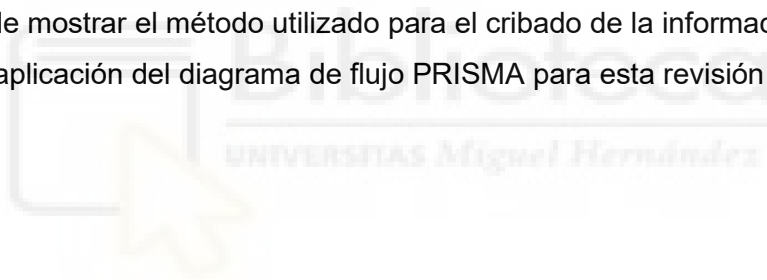 de mostrar el método utilizado para el cribado de la informac
aplicación del diagrama de flujo PRISMA para esta revisión
Biblioteca
UNIVERSITAS Miguel Hernández